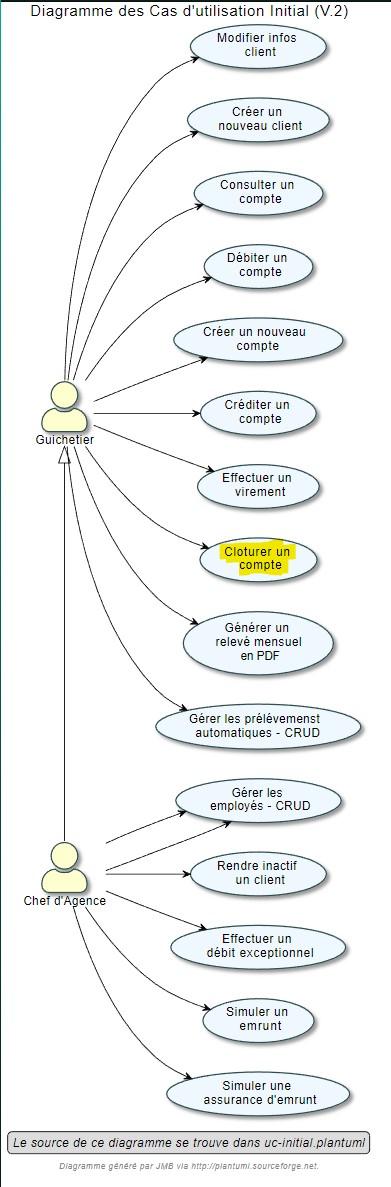 Diagramme des Cas d'utilisation Initial (V.2)
Modifier infos
client
Créer un
nouveau client
Consulter un
compte
Débiter un
compte
Créer un nouveau
compte
Créditer un
compte
Guichetier
Effectuer un
virement
Cloturer un
compte
Générer un
relevé mensuel
en PDF
Gérer les prélèvemenst
automatiques - CRUD
Gérer les
employés - CRUD
Rendre inactif
un client
Chef d'Agence
Effectuer un
débit exceptionnel
Simuler un
emrunt
Simuler une
assurance d'emrunt
Le source de ce diagramme se trouve dans uc-initial.plantuml
Diagramme généré par JMB via http://plantuml.sourceforge.net.